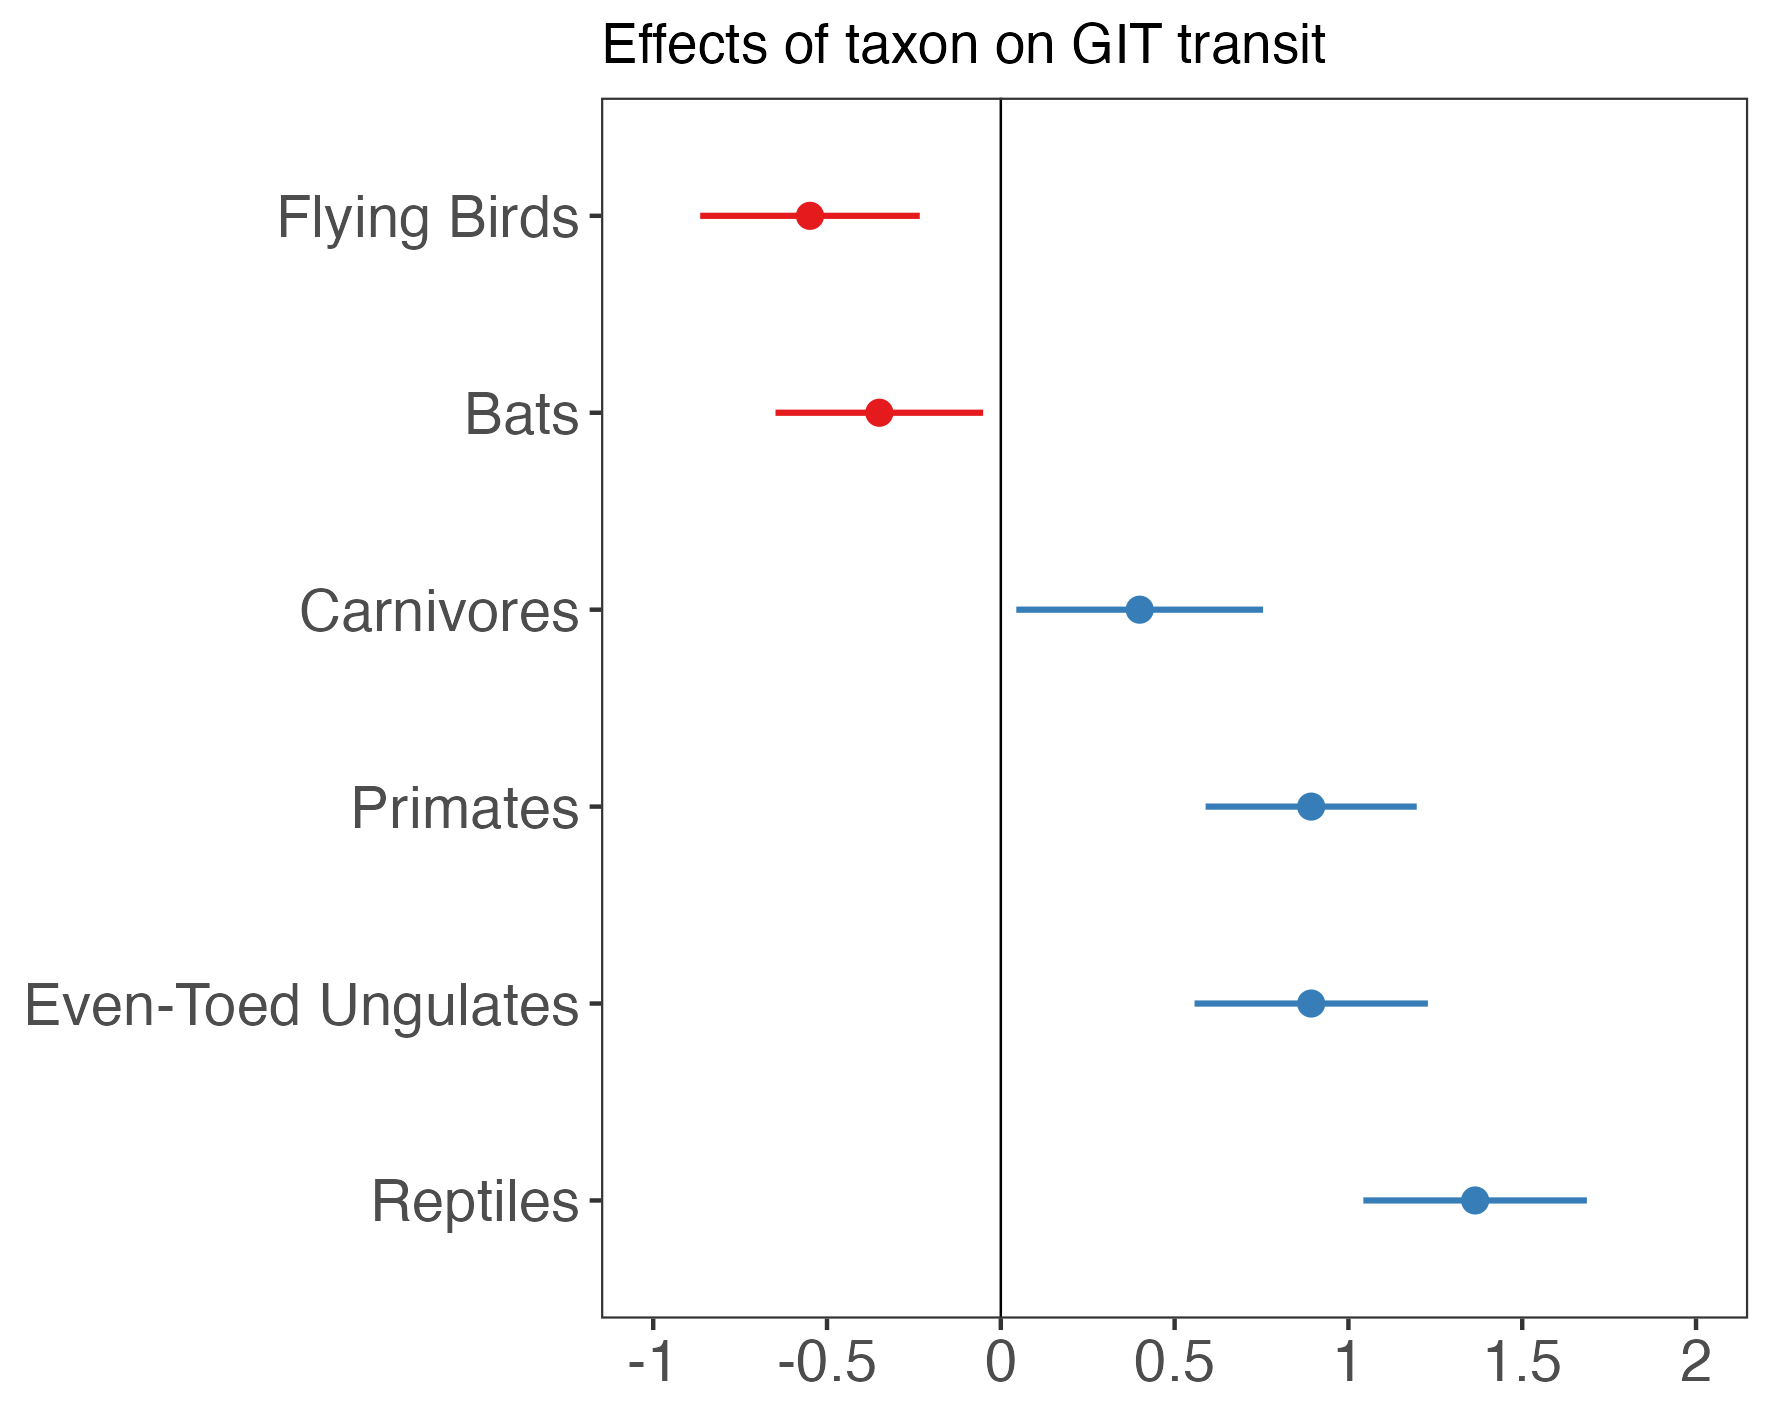 Effects of taxon on GIT transit
Flying Birds
Bats
Carnivores
Primates
Even-Toed Ungulates
Reptiles
-1 -0.5 0 0.5 1 1.5 2